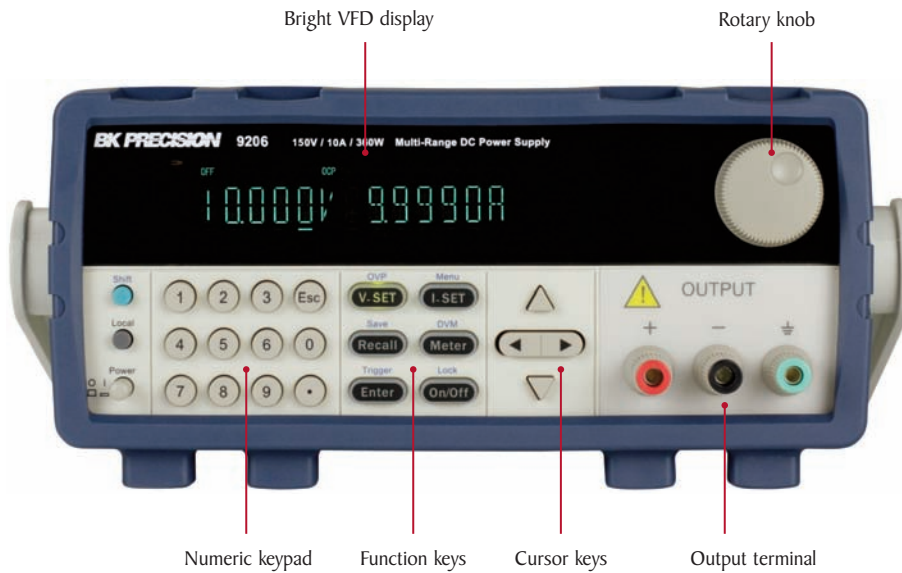 Bright VFD display
Rotary knob
BK PRECISION 9206 150V / 10A / 360W Multi-Range DC Power Supply
OFF OCP
10.000V 9.9990A
Shift
Local
Power
O I
1 2 3 Esc
4 5 6 0
7 8 9 .
OVP Menu
V-SET I-SET
Save DVM
Recall Meter
Trigger Lock
Enter On/Off
! OUTPUT
+ −
Numeric keypad
Function keys
Cursor keys
Output terminal